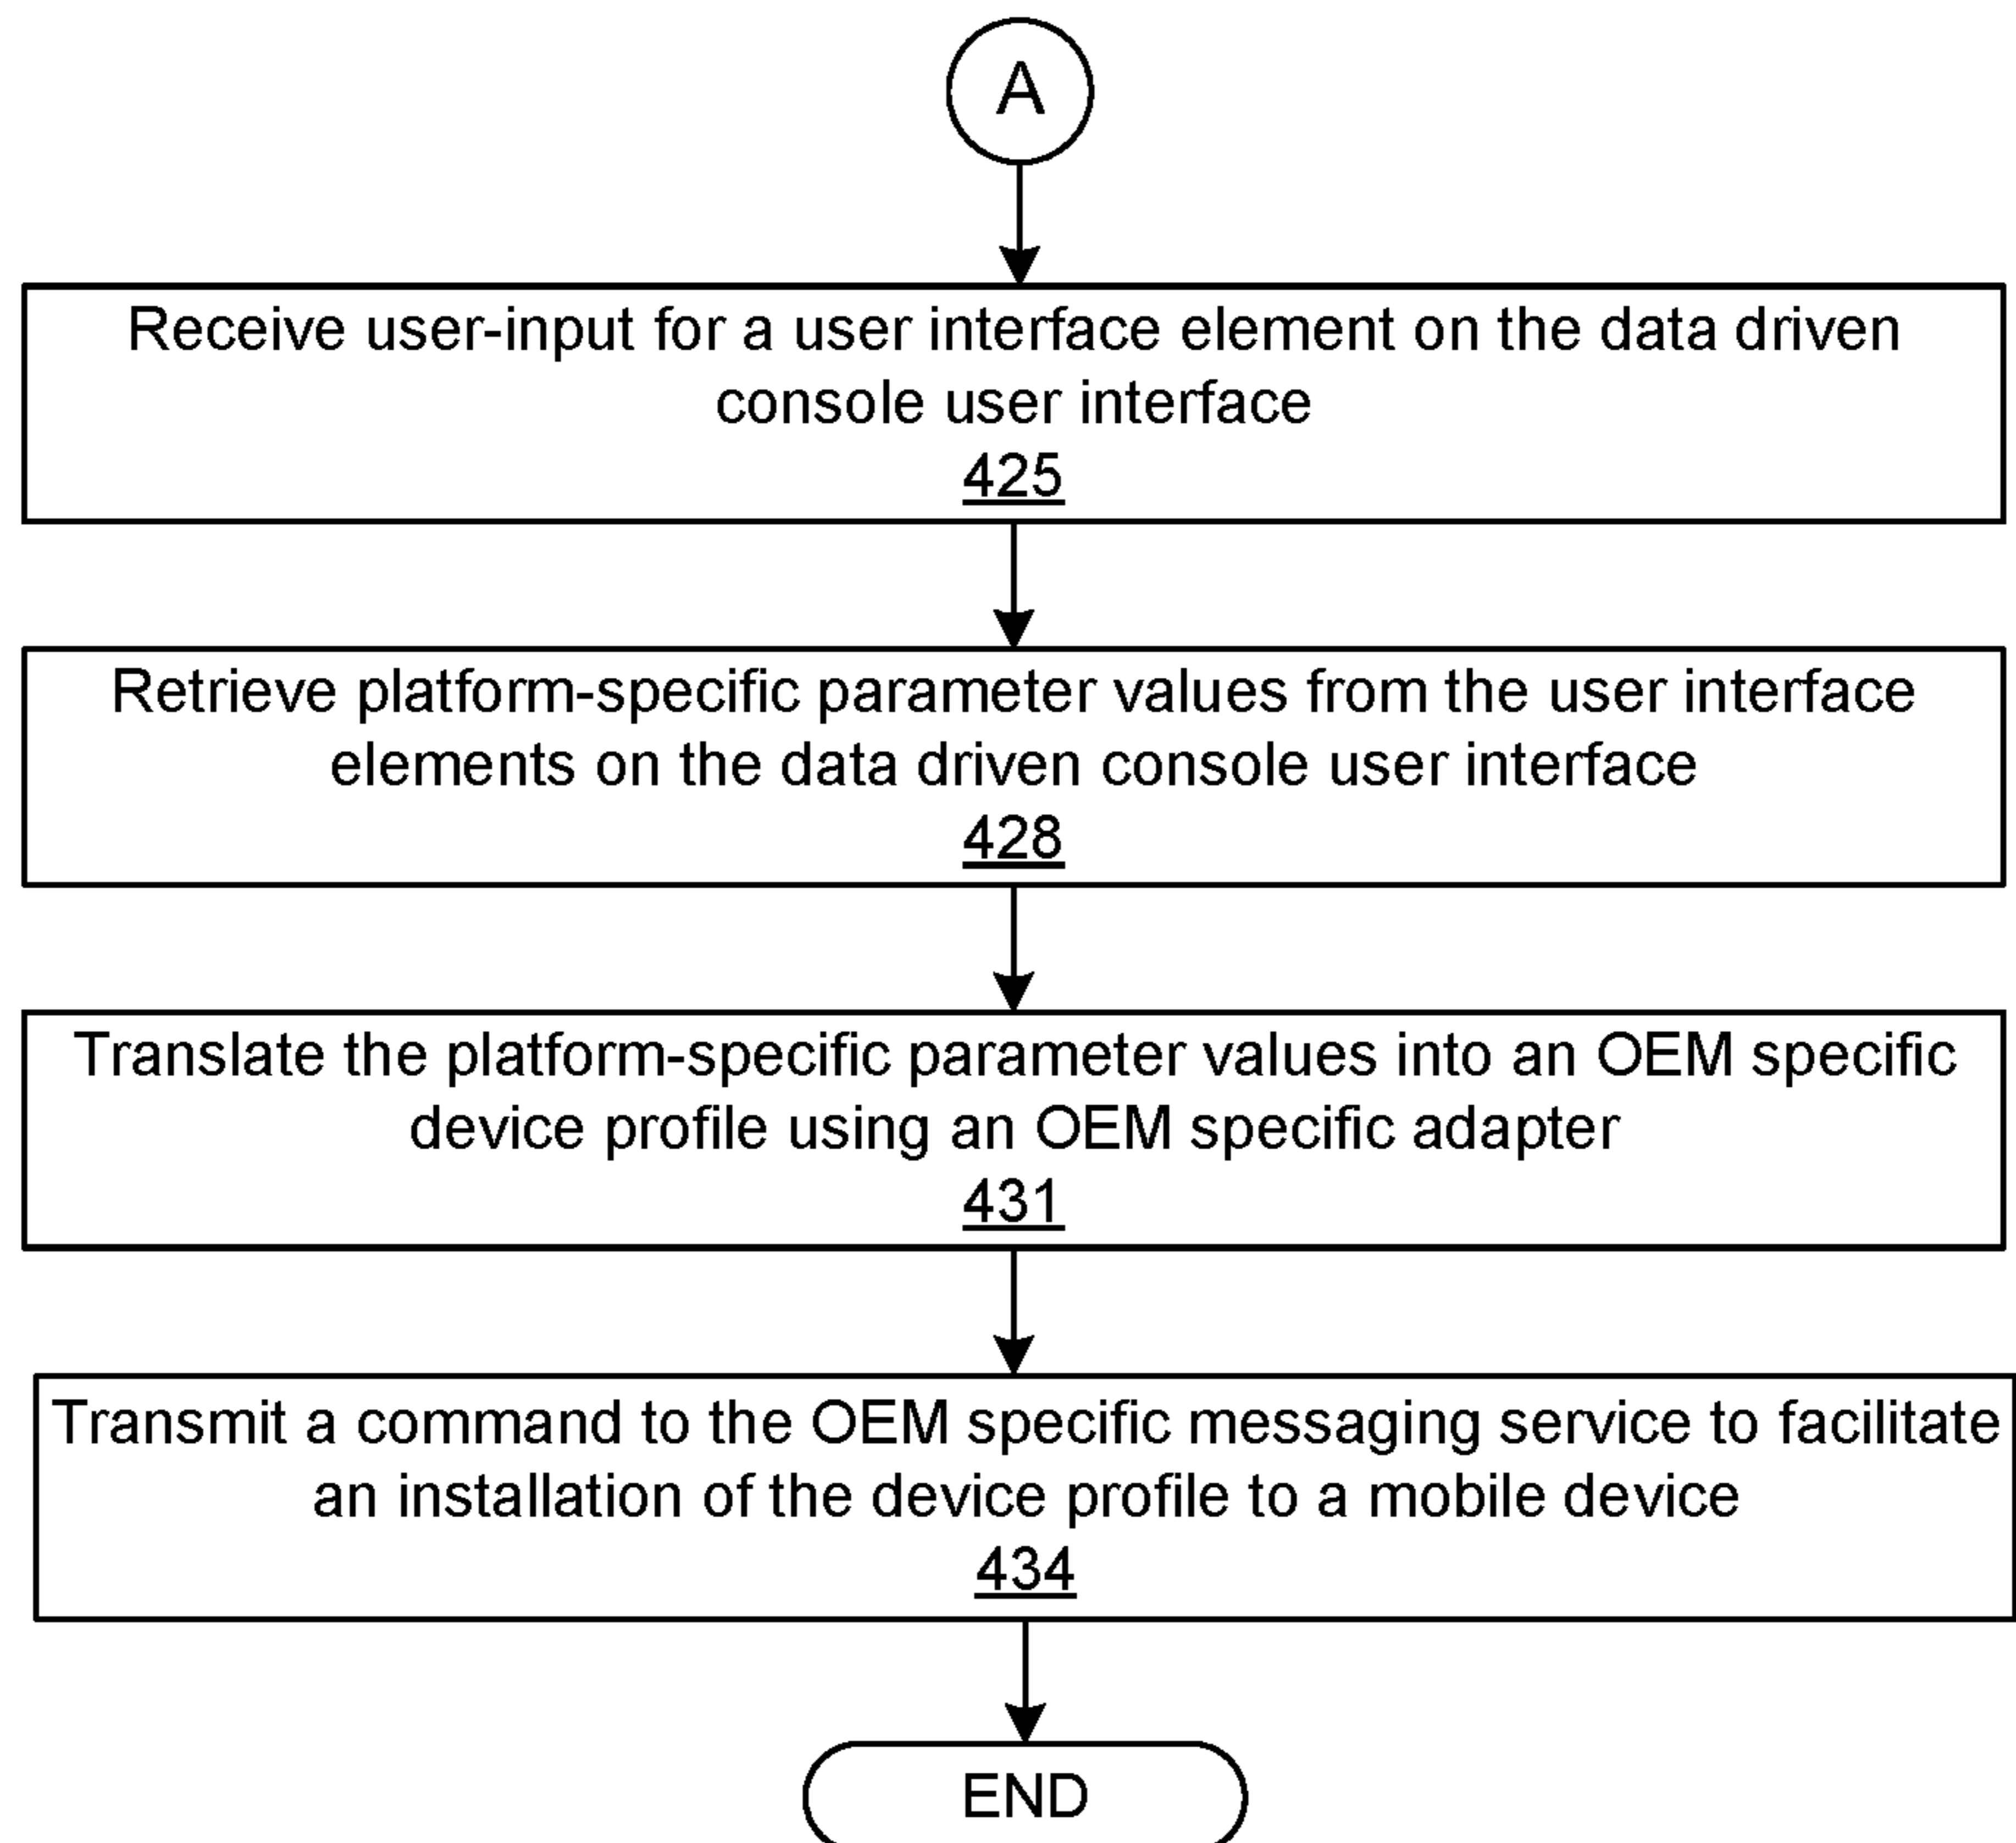 A
Receive user-input for a user interface element on the data driven
console user interface
425
Retrieve platform-specific parameter values from the user interface
elements on the data driven console user interface
428
Translate the platform-specific parameter values into an OEM specific
device profile using an OEM specific adapter
431
Transmit a command to the OEM specific messaging service to facilitate
an installation of the device profile to a mobile device
434
END